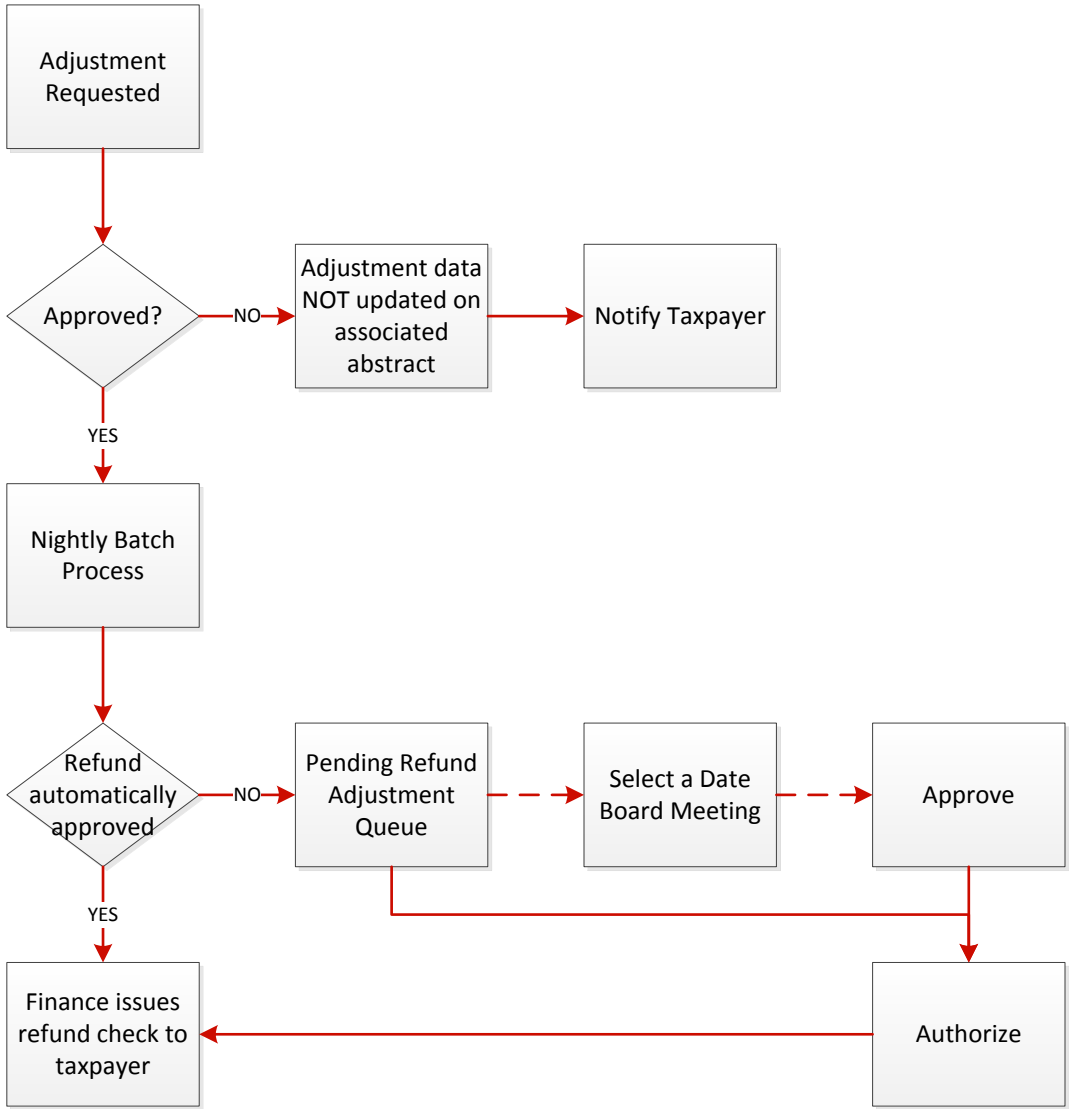 Adjustment
Requested
Approved?
NO
Adjustment data
NOT updated on
associated
abstract
Notify Taxpayer
YES
Nightly Batch
Process
Refund
automatically
approved
NO
Pending Refund
Adjustment
Queue
Select a Date
Board Meeting
Approve
YES
Finance issues
refund check to
taxpayer
Authorize